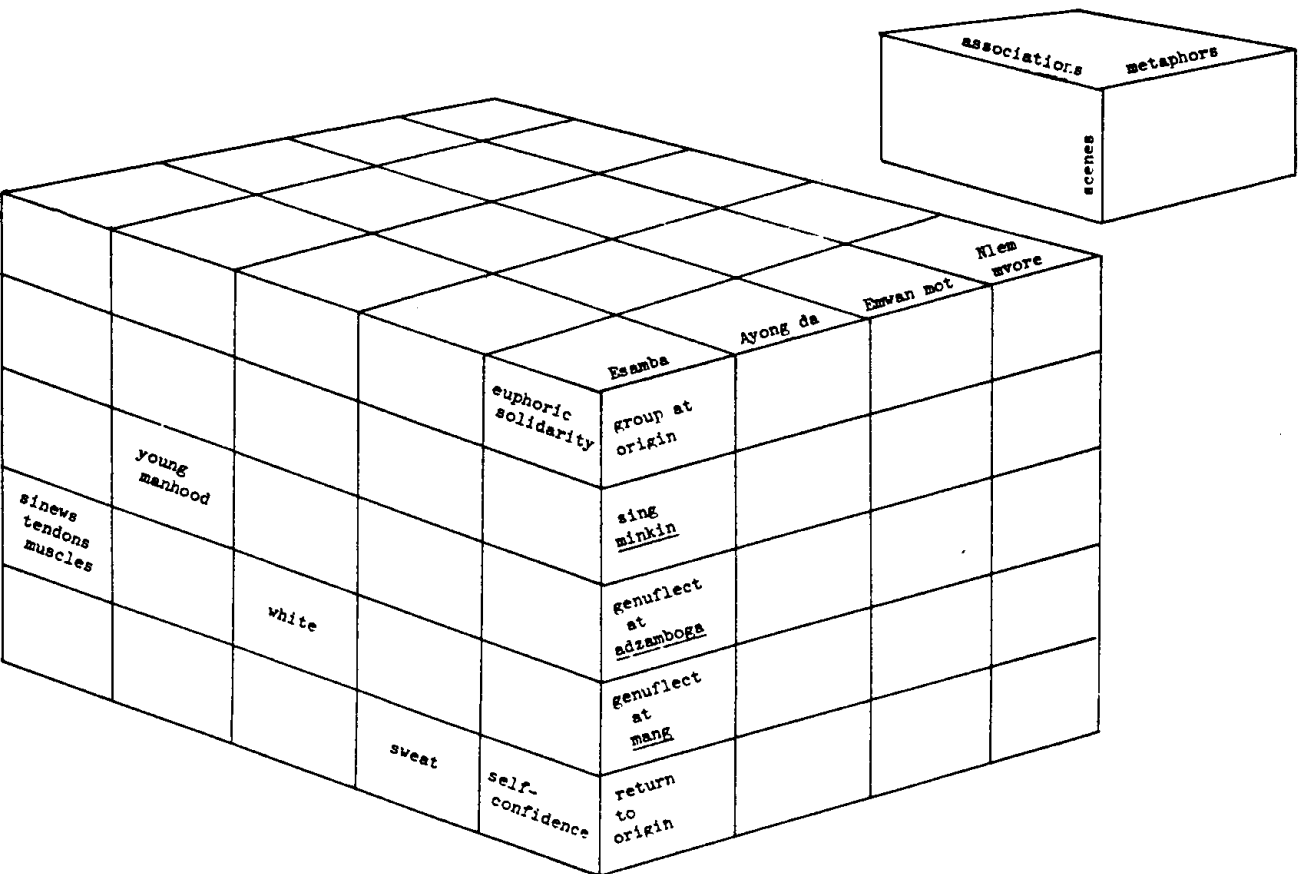 associations
metaphors
scenes
Nlem
mvore
Emwan mot
Ayong da
Esamba
euphoric
solidarity
group at
origin
young
manhood
sing
minkin
sinews
tendons
muscles
genuflect
at
adzamboga
white
genuflect
at
mang
sweat
self-
confidence
return
to
origin